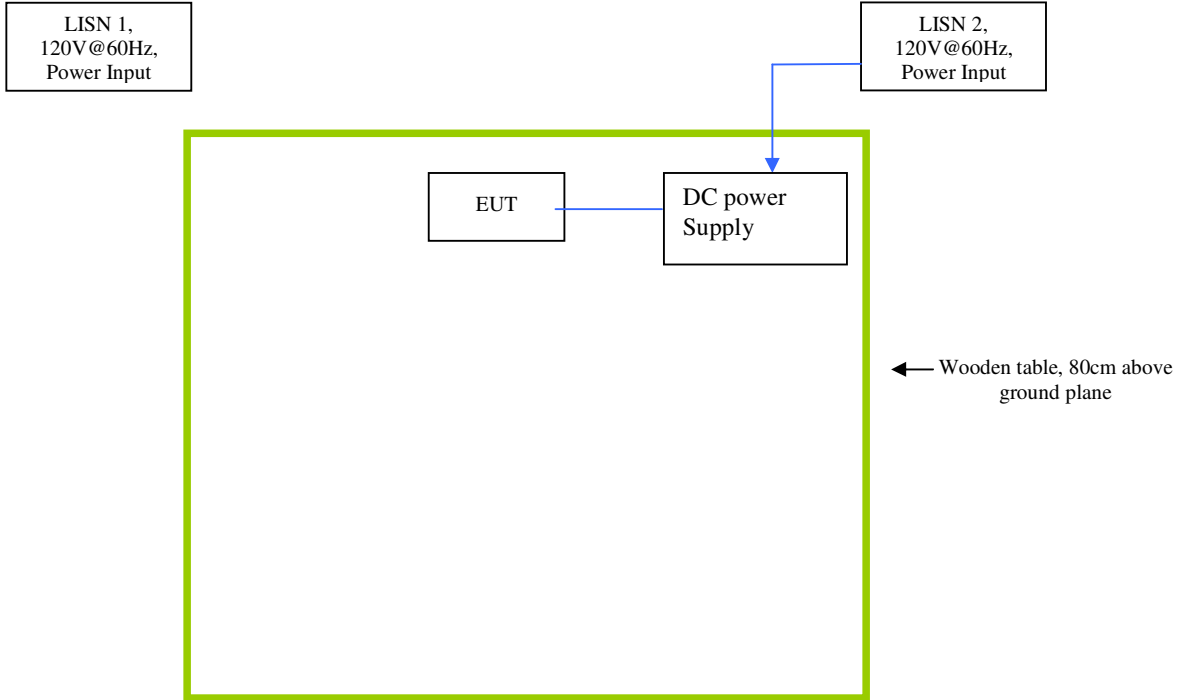 LISN 1,
120V@60Hz,
Power Input
LISN 2,
120V@60Hz,
Power Input
EUT
DC power
Supply
Wooden table, 80cm above
ground plane